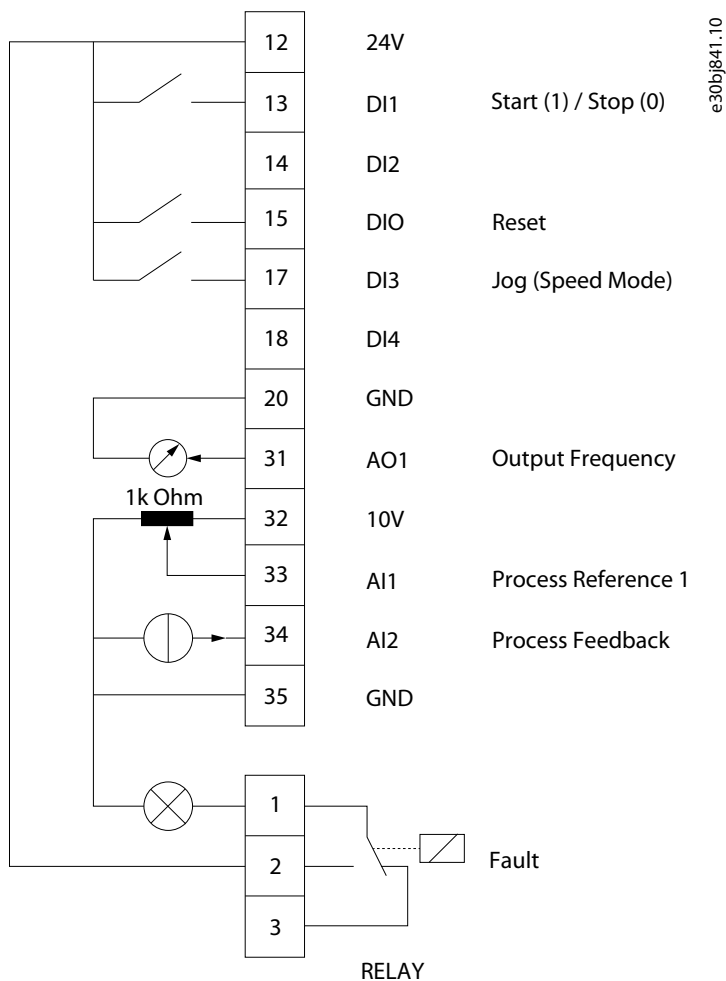 e30bj841.10
12 24V
13 DI1 Start (1) / Stop (0)
14 DI2
15 DIO Reset
17 DI3 Jog (Speed Mode)
18 DI4
20 GND
31 AO1 Output Frequency
1k Ohm
32 10V
33 AI1 Process Reference 1
34 AI2 Process Feedback
35 GND
1
2 Fault
3
RELAY